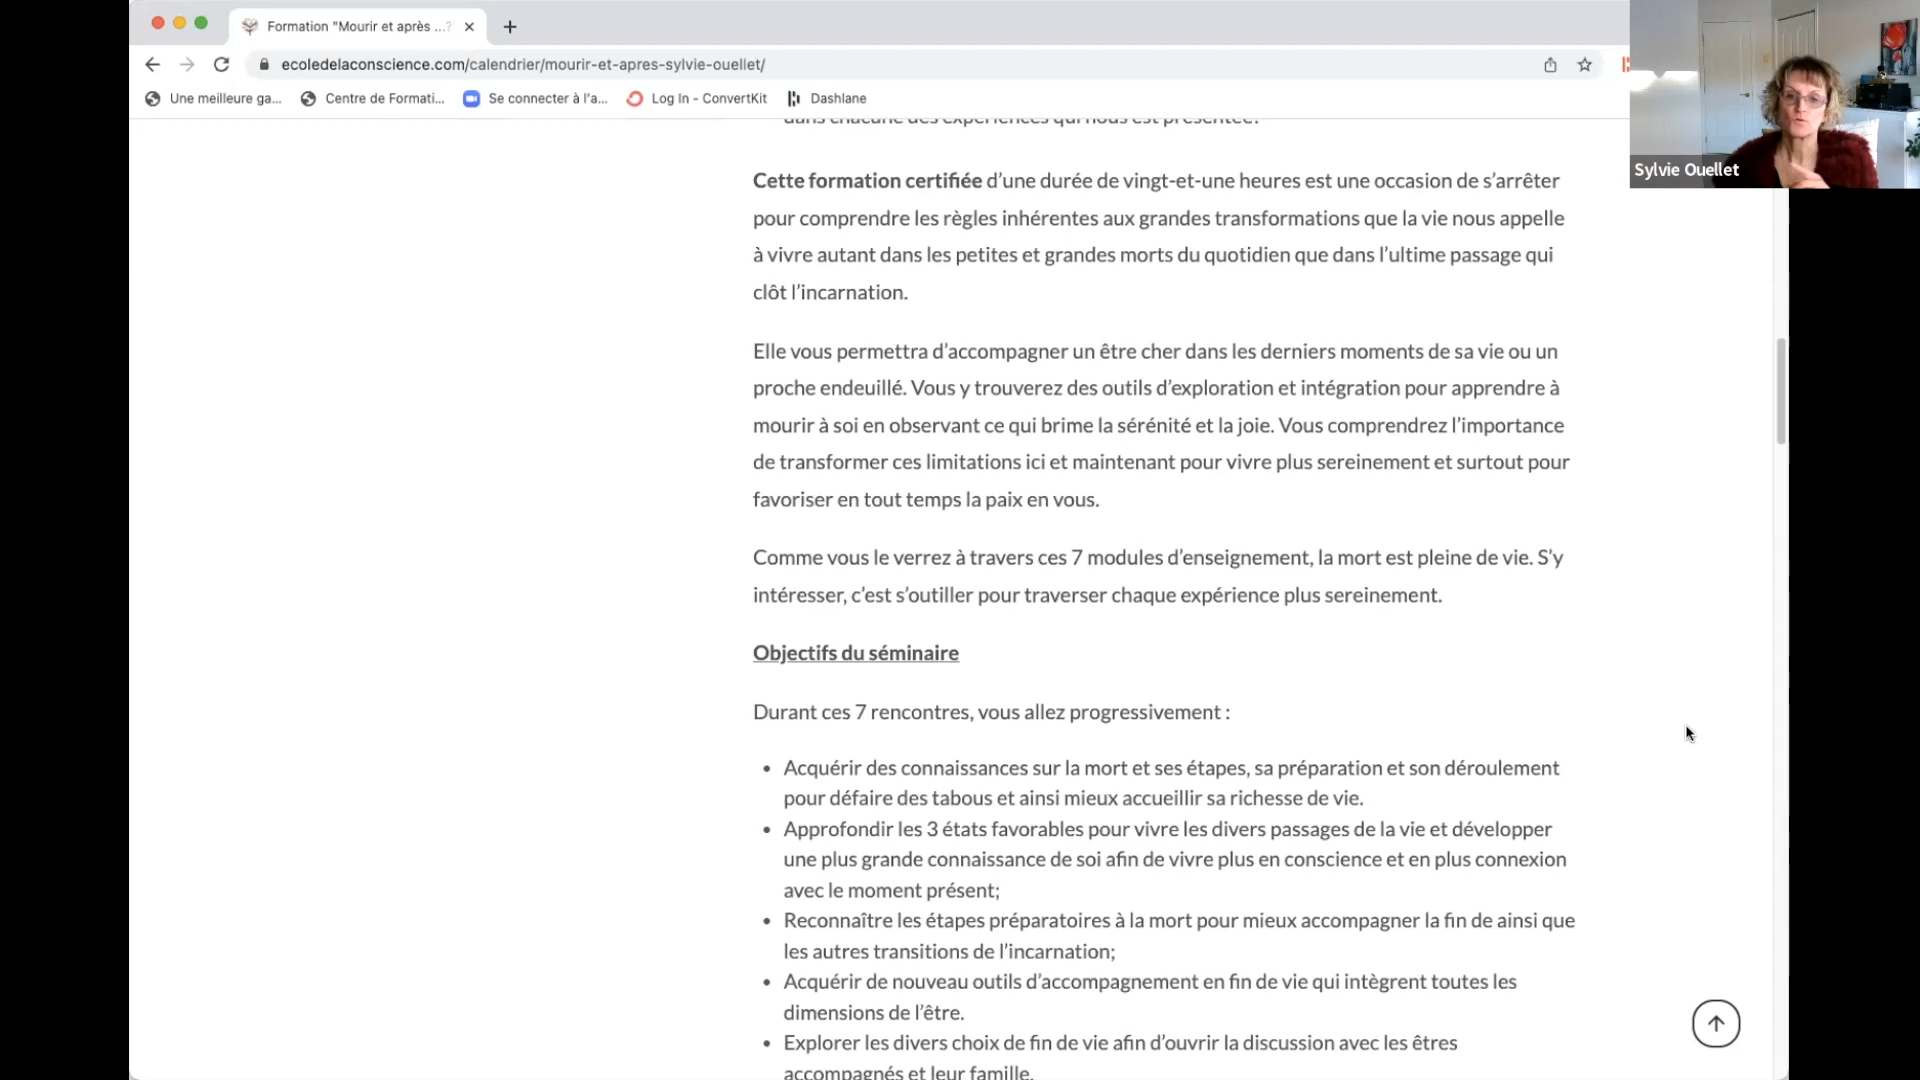 Formation "Mourir et après ...?
ecoledelaconscience.com/calendrier/mourir-et-apres-sylvie-ouellet/
Une meilleure ga...
Centre de Formati...
Se connecter à l'a...
Log In - ConvertKit
Dashlane
Sylvie Ouellet
dans chacune des expériences qui nous est présentée.
Cette formation certifiée d’une durée de vingt-et-une heures est une occasion de s’arrêter
pour comprendre les règles inhérentes aux grandes transformations que la vie nous appelle
à vivre autant dans les petites et grandes morts du quotidien que dans l’ultime passage qui
clôt l’incarnation.
Elle vous permettra d’accompagner un être cher dans les derniers moments de sa vie ou un
proche endeuillé. Vous y trouverez des outils d’exploration et intégration pour apprendre à
mourir à soi en observant ce qui brime la sérénité et la joie. Vous comprendrez l’importance
de transformer ces limitations ici et maintenant pour vivre plus sereinement et surtout pour
favoriser en tout temps la paix en vous.
Comme vous le verrez à travers ces 7 modules d’enseignement, la mort est pleine de vie. S’y
intéresser, c’est s’outiller pour traverser chaque expérience plus sereinement.
Objectifs du séminaire
Durant ces 7 rencontres, vous allez progressivement :
• Acquérir des connaissances sur la mort et ses étapes, sa préparation et son déroulement
pour défaire des tabous et ainsi mieux accueillir sa richesse de vie.
• Approfondir les 3 états favorables pour vivre les divers passages de la vie et développer
une plus grande connaissance de soi afin de vivre plus en conscience et en plus connexion
avec le moment présent;
• Reconnaître les étapes préparatoires à la mort pour mieux accompagner la fin de ainsi que
les autres transitions de l’incarnation;
• Acquérir de nouveau outils d’accompagnement en fin de vie qui intègrent toutes les
dimensions de l’être.
• Explorer les divers choix de fin de vie afin d’ouvrir la discussion avec les êtres
accompagnés et leur famille.